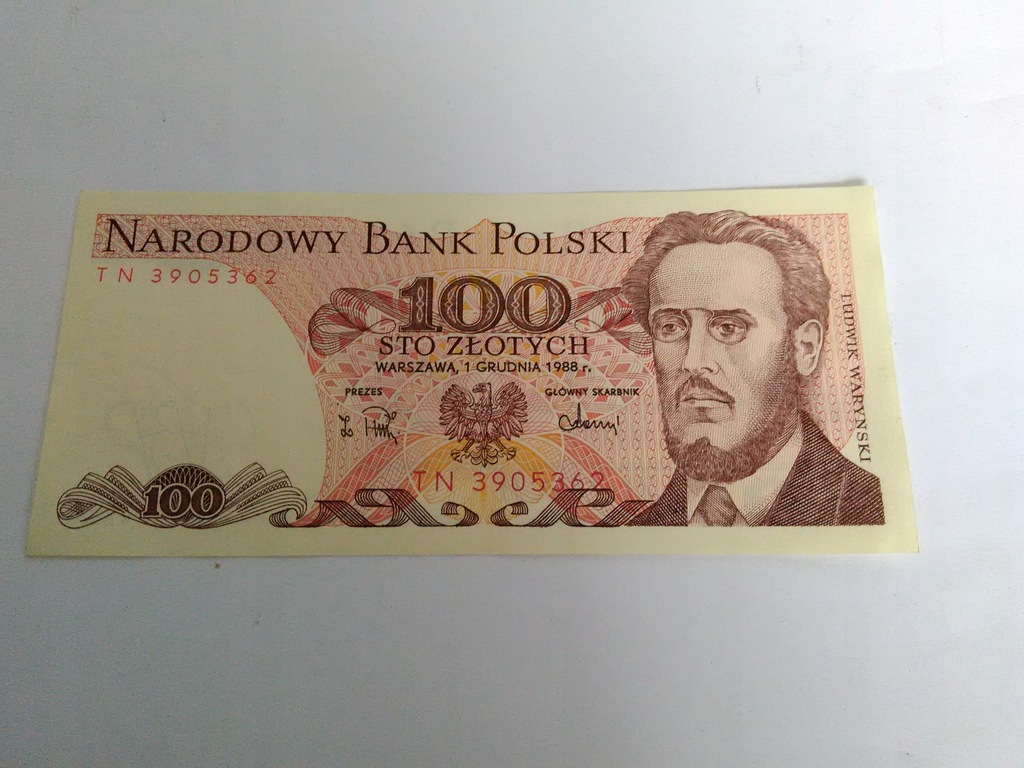 NARODOWY BANK POLSKI
TN 3905362
100
STO ZŁOTYCH
WARSZAWA, 1 GRUDNIA 1988 r.
PREZES
GŁÓWNY SKARBNIK
TN 3905362
100
LUDWIK WARYŃSKI